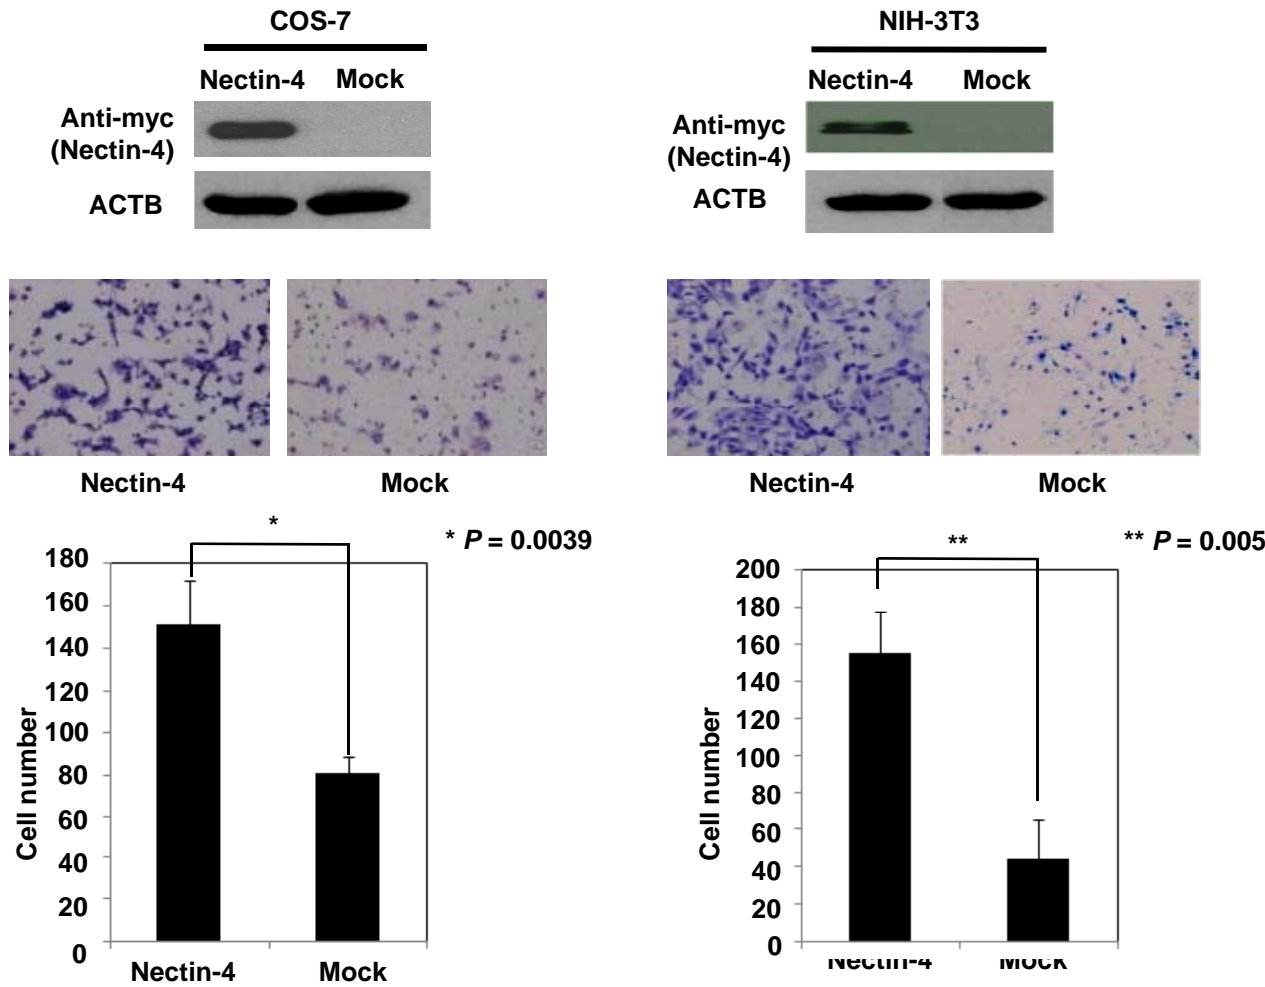 COS-7
Nectin-4 Mock
Anti-myc
(Nectin-4)
ACTB
Nectin-4 Mock
* P = 0.0039
*
180
160
140
120
100
80
60
40
20
0
Cell number
Nectin-4 Mock
NIH-3T3
Nectin-4 Mock
Anti-myc
(Nectin-4)
ACTB
Nectin-4 Mock
** P = 0.005
**
200
180
160
140
120
100
80
60
40
20
0
Cell number
Nectin-4 Mock